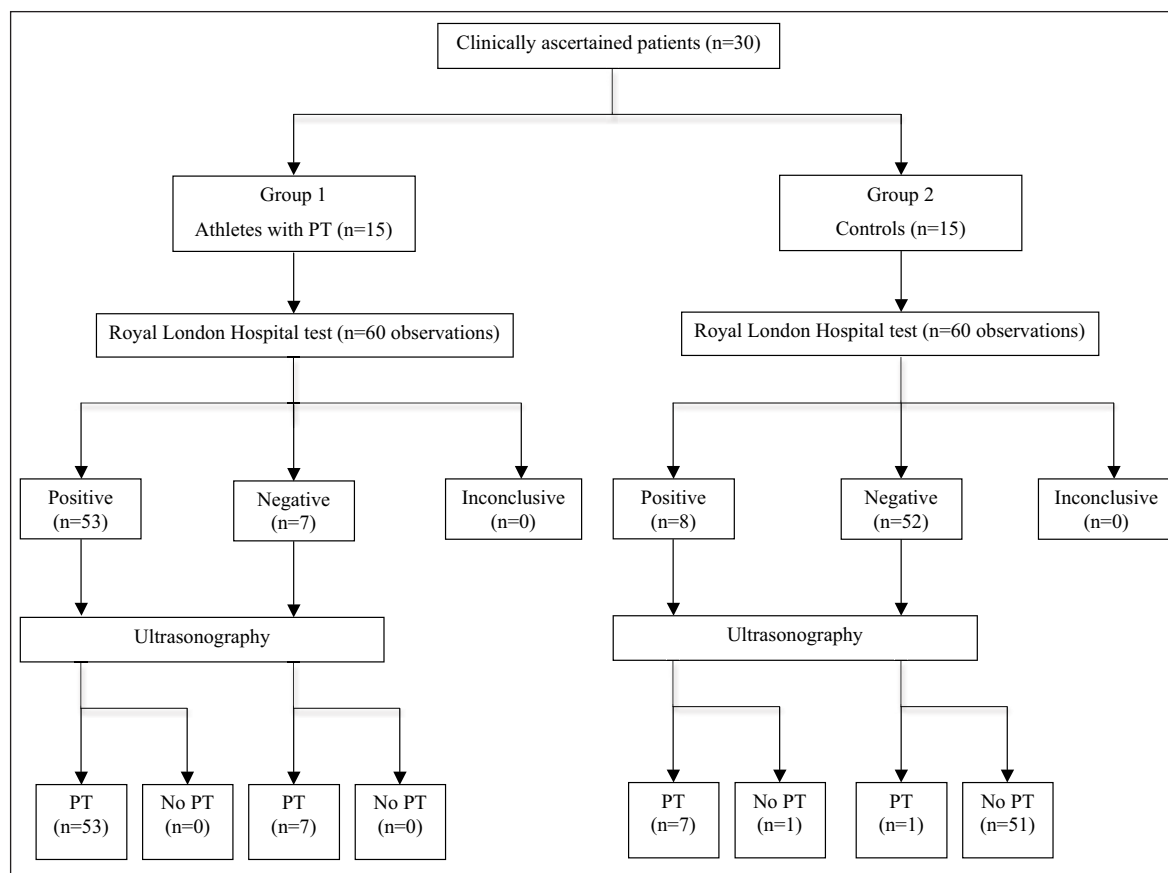 Clinically ascertained patients (n=30)
Group 1
Athletes with PT (n=15)
Group 2
Controls (n=15)
Royal London Hospital test (n=60 observations)
Royal London Hospital test (n=60 observations)
Positive
(n=53)
Negative
(n=7)
Inconclusive
(n=0)
Positive
(n=8)
Negative
(n=52)
Inconclusive
(n=0)
Ultrasonography
Ultrasonography
PT
(n=53)
No PT
(n=0)
PT
(n=7)
No PT
(n=0)
PT
(n=7)
No PT
(n=1)
PT
(n=1)
No PT
(n=51)